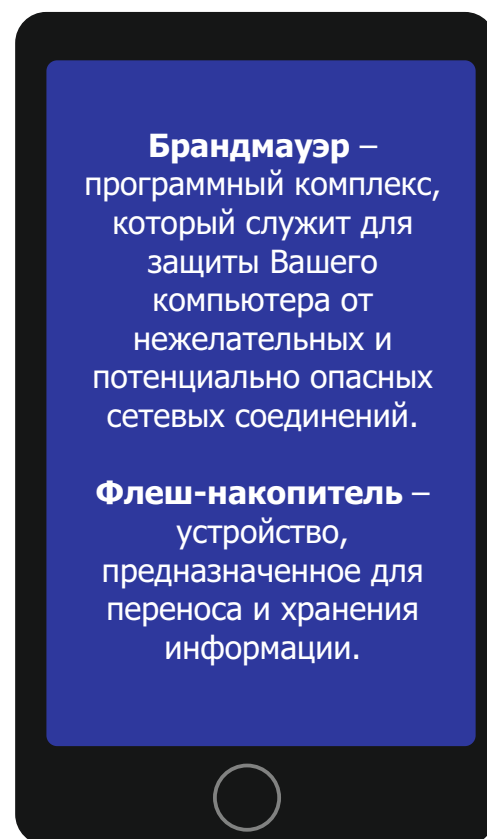 Брандмауэр –
программный комплекс,
который служит для
защиты Вашего
компьютера от
нежелательных и
потенциально опасных
сетевых соединений.
Флеш-накопитель –
устройство,
предназначенное для
переноса и хранения
информации.